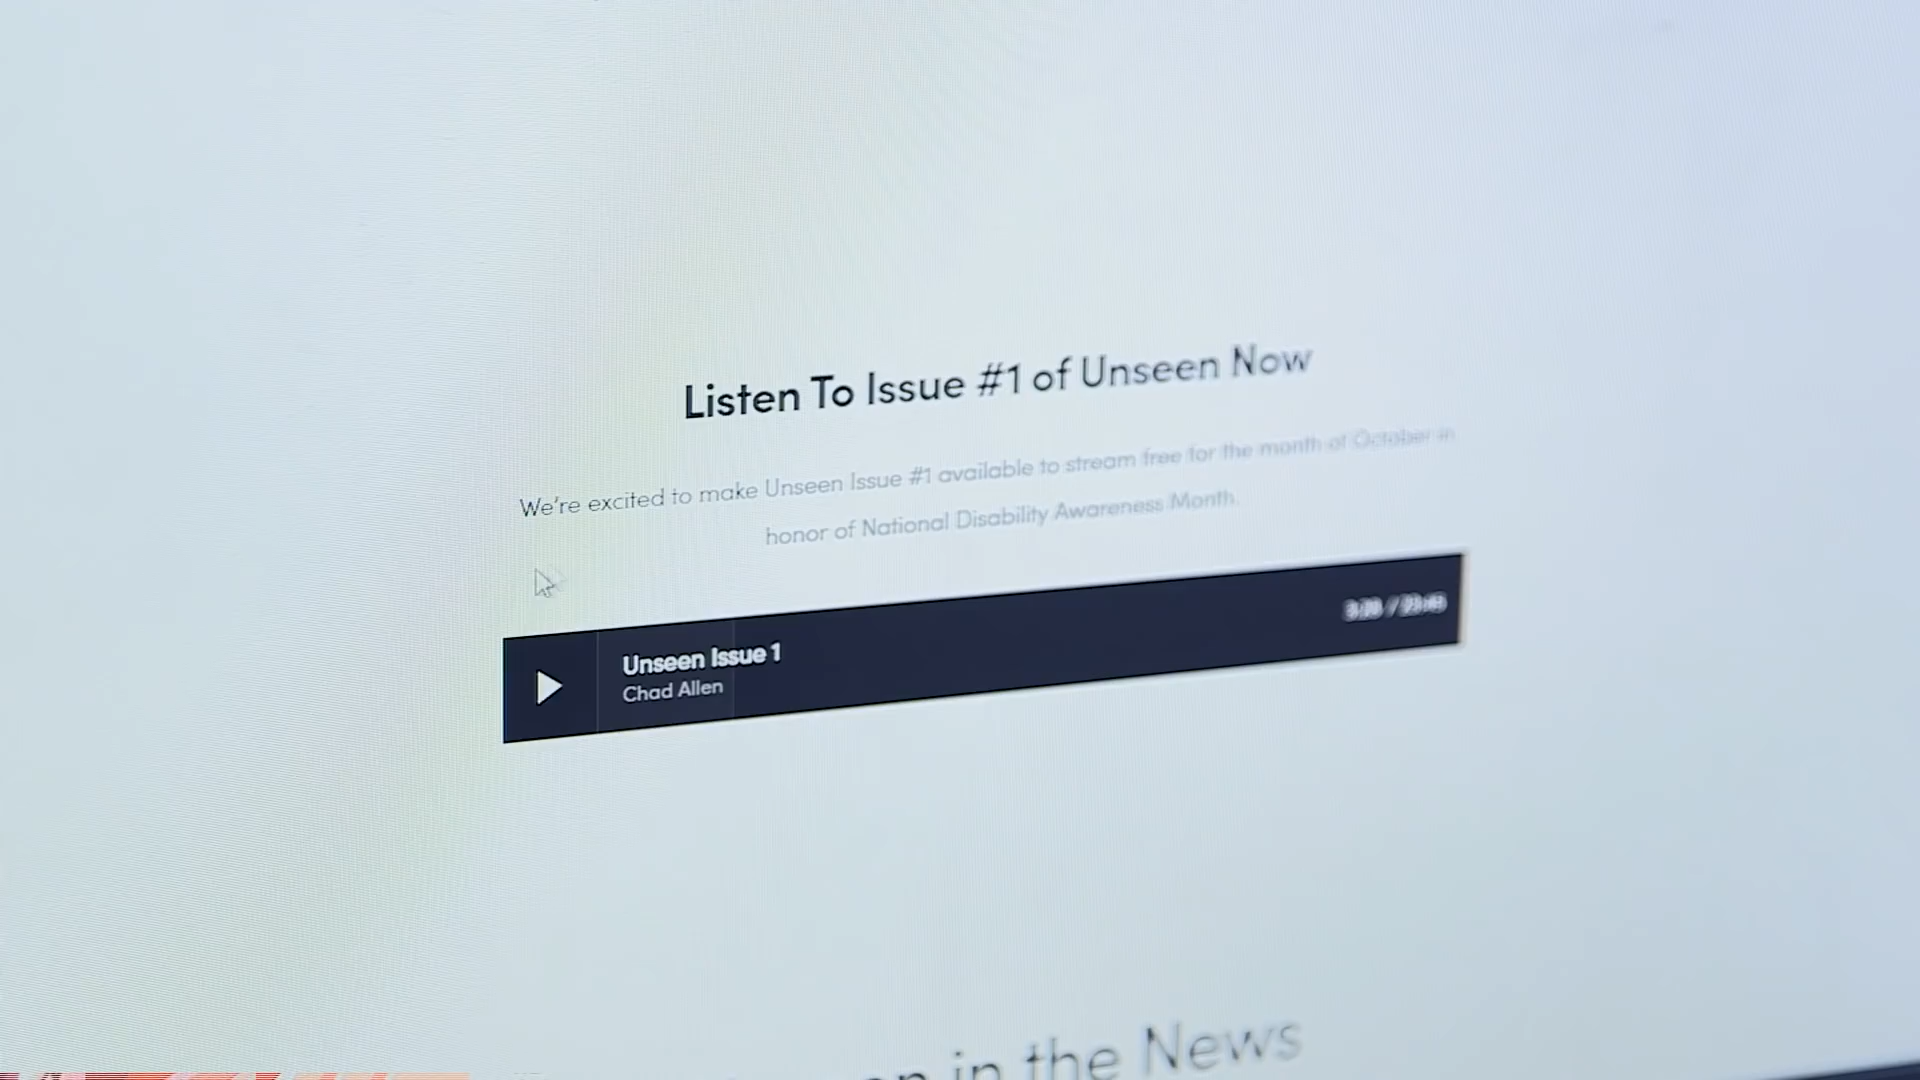 Listen To Issue #1 of Unseen Now
We're excited to make Unseen Issue #1 available to stream free for the month of October in
honor of National Disability Awareness Month.
Unseen Issue 1
Chad Allen
in the News